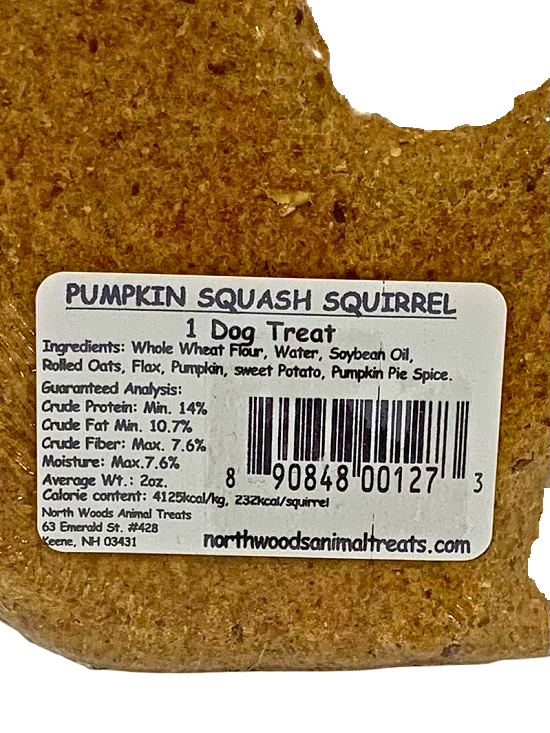 PUMPKIN SQUASH SQUIRREL
1 Dog Treat
Ingredients: Whole Wheat Flour, Water, Soybean Oil,
Rolled Oats, Flax, Pumpkin, sweet Potato, Pumpkin Pie Spice.
Guaranteed Analysis:
Crude Protein: Min. 14%
Crude Fat Min. 10.7%
Crude Fiber: Max. 7.6%
Moisture: Max.7.6%
Average Wt.: 2oz.
8 90848 00127 3
Calorie content: 4125kcal/kg, 232kcal/squirrel
North Woods Animal Treats
63 Emerald St. #428
Keene, NH 03431
northwoodsanimaltreats.com